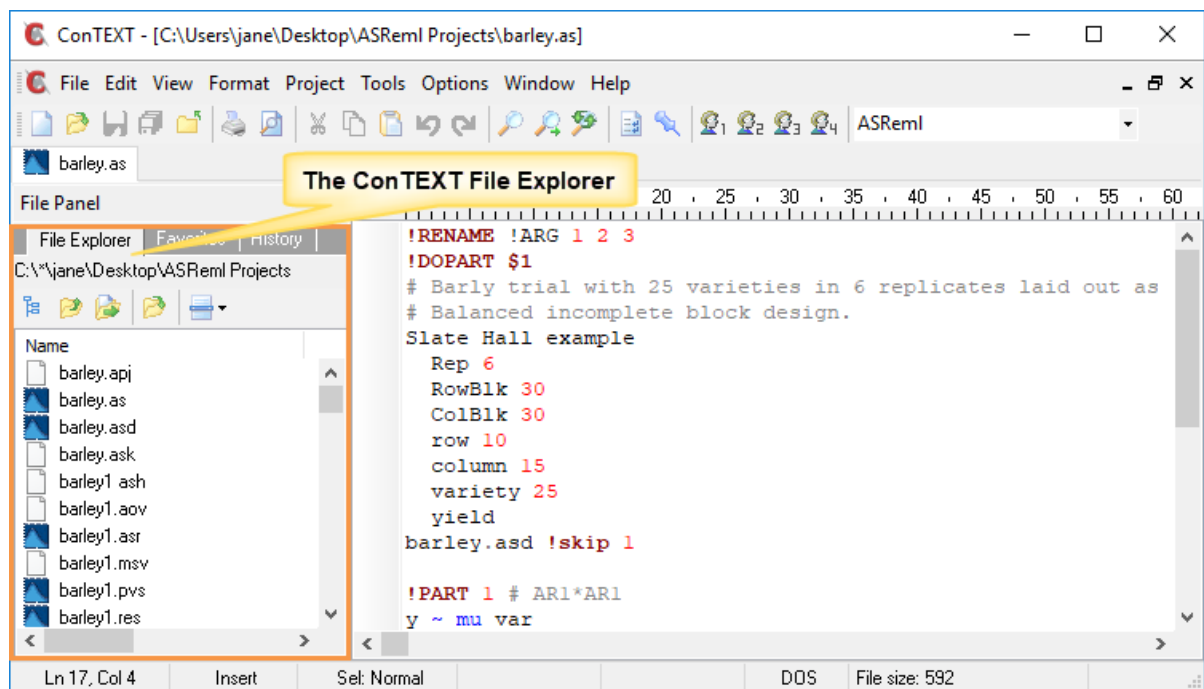 ConTEXT - [C:\Users\jane\Desktop\ASReml Projects\barley.as]
File Edit View Format Project Tools Options Window Help
1 2 3 4 ASReml
barley.as
The ConTEXT File Explorer
File Panel
20 25 30 35 40 45 50 55 60
File Explorer Favorites History
C:\*\jane\Desktop\ASReml Projects
Name
barley.apj
barley.as
barley.asd
barley.ask
barley1 ash
barley1.aov
barley1.asr
barley1.msv
barley1.pvs
barley1.res
!RENAME !ARG 1 2 3
!DOPART $1
# Barly trial with 25 varieties in 6 replicates laid out as
# Balanced incomplete block design.
Slate Hall example
Rep 6
RowBlk 30
ColBlk 30
row 10
column 15
variety 25
yield
barley.asd !skip 1
!PART 1 # AR1*AR1
y ~ mu var
Ln 17, Col 4 Insert Sel: Normal DOS File size: 592